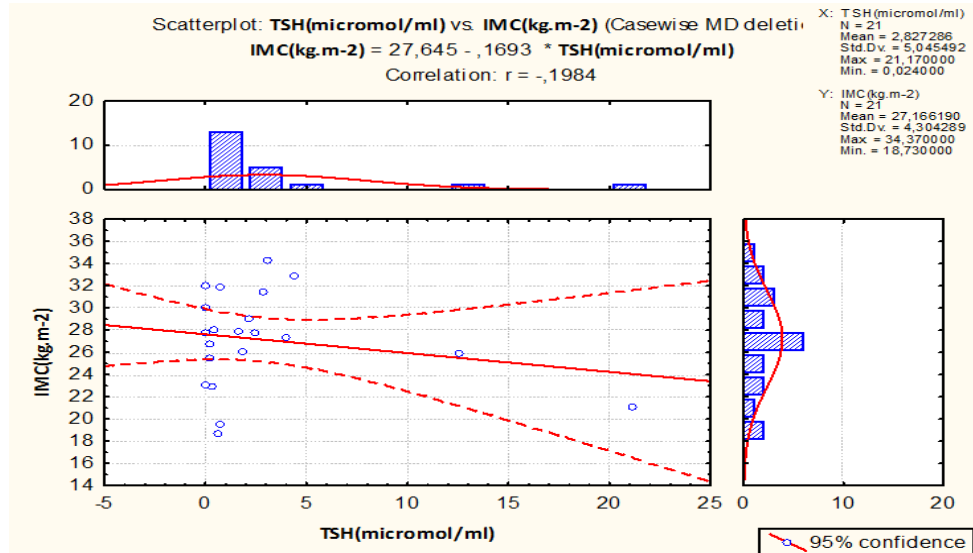 Scatterplot: TSH(micromol/ml) vs. IMC(kg.m-2) (Casewise MD deleti
IMC(kg.m-2) = 27,645 - ,1693 * TSH(micromol/ml)
Correlation: r = -,1984
X: TSH(micromol/ml)
N = 21
Mean = 2,827286
Std.Dv. = 5,045492
Max = 21,170000
Min. = 0,024000
Y: IMC(kg.m-2)
N = 21
Mean = 27,166190
Std.Dv. = 4,304289
Max = 34,370000
Min. = 18,730000
20
10
0
38
36
34
32
30
28
26
24
22
20
18
16
14
IMC(kg.m-2)
-5 0 5 10 15 20 25
TSH(micromol/ml)
0 10 20
95% confidence